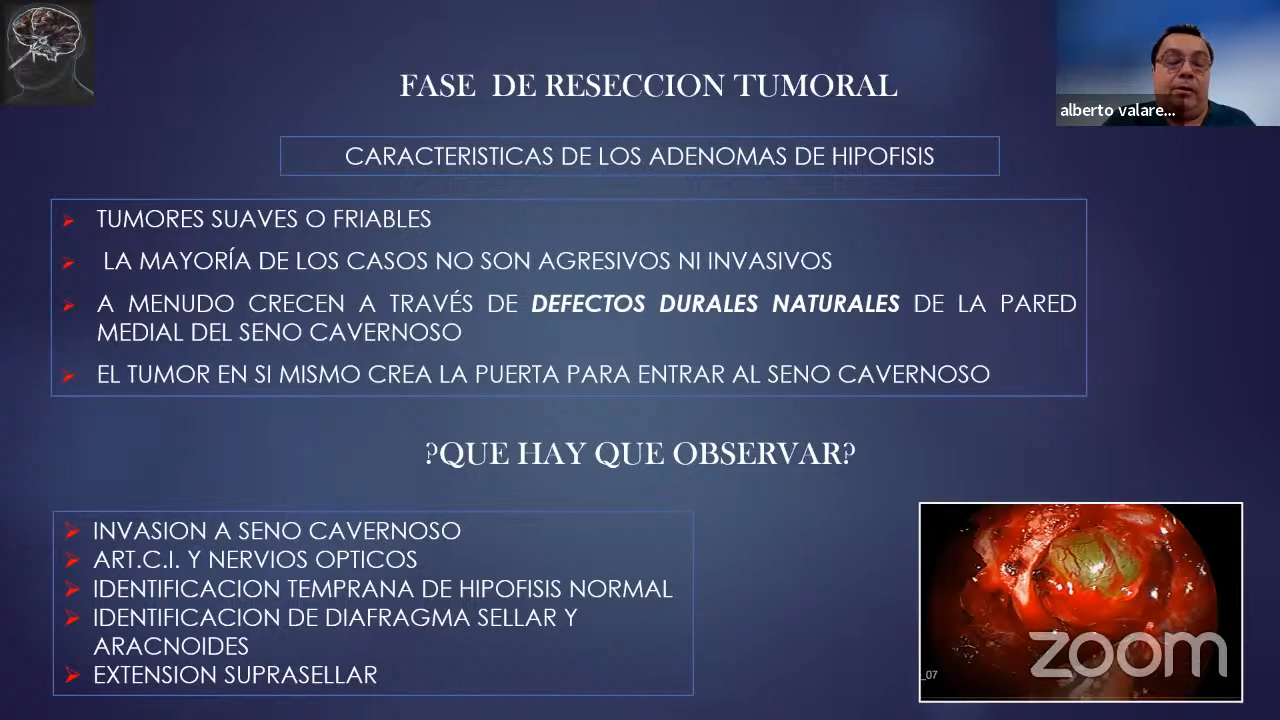 FASE DE RESECCION TUMORAL
alberto valare...
CARACTERISTICAS DE LOS ADENOMAS DE HIPOFISIS
TUMORES SUAVES O FRIABLES
LA MAYORÍA DE LOS CASOS NO SON AGRESIVOS NI INVASIVOS
A MENUDO CRECEN A TRAVÉS DE DEFECTOS DURALES NATURALES DE LA PARED
MEDIAL DEL SENO CAVERNOSO
EL TUMOR EN SI MISMO CREA LA PUERTA PARA ENTRAR AL SENO CAVERNOSO
?QUE HAY QUE OBSERVAR?
INVASION A SENO CAVERNOSO
ART.C.I. Y NERVIOS OPTICOS
IDENTIFICACION TEMPRANA DE HIPOFISIS NORMAL
IDENTIFICACION DE DIAFRAGMA SELLAR Y
ARACNOIDES
EXTENSION SUPRASELLAR
zoom
_07